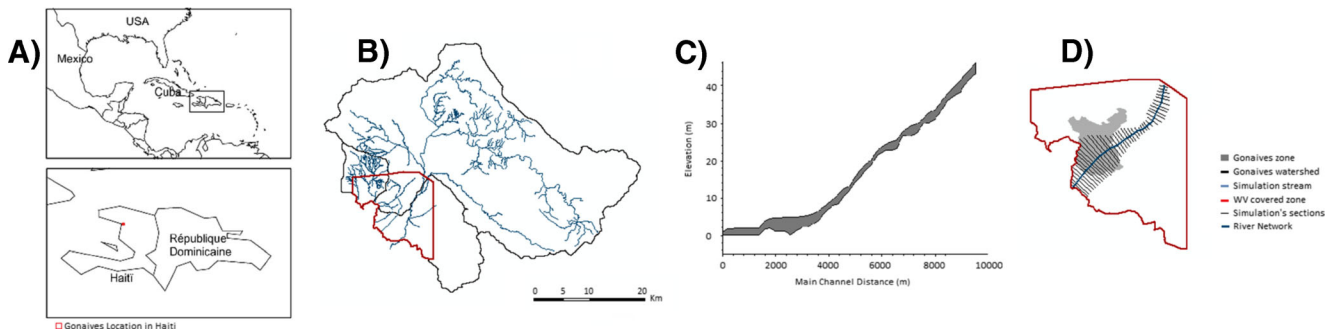 A)
USA
Mexico
Cuba
République
Dominicaine
Haïti
Gonaives Location in Haiti
B)
0 5 10 20
Km
C)
Elevation (m)
40
30
20
10
0
0 2000 4000 6000 8000 10000
Main Channel Distance (m)
D)
Gonaives zone
Gonaives watershed
Simulation stream
WV covered zone
Simulation's sections
River Network